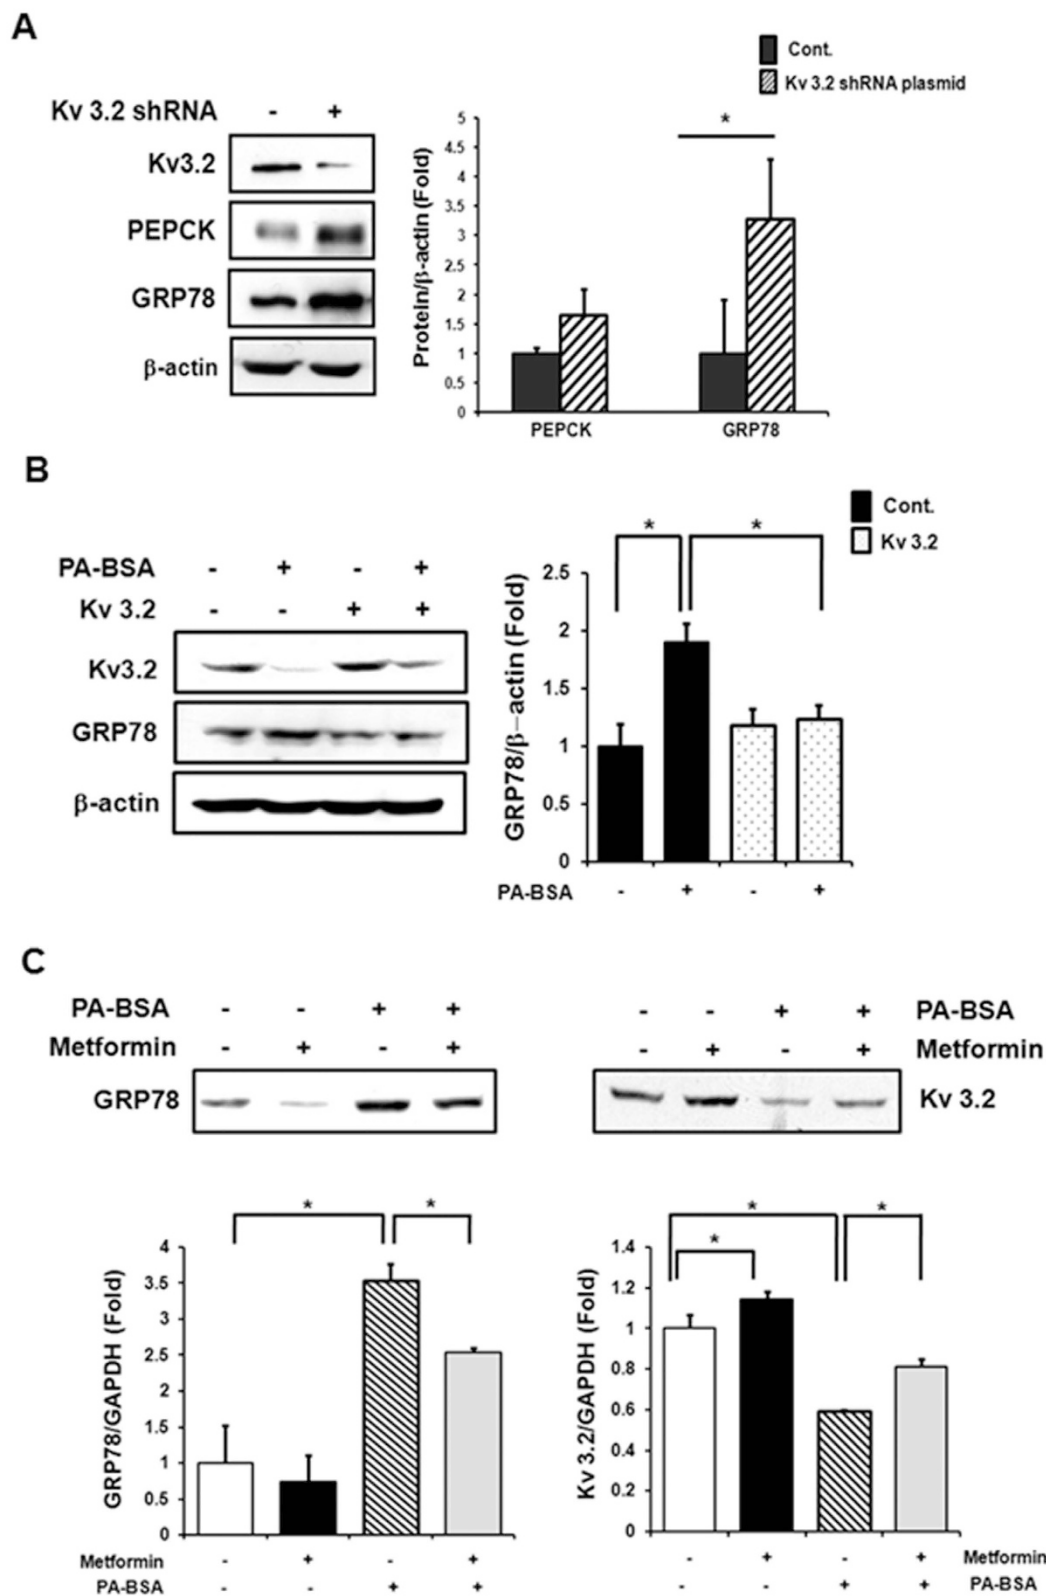 A
Cont.
Kv 3.2 shRNA plasmid
Kv 3.2 shRNA - +
Kv3.2
PEPCK
GRP78
β-actin
Protein/β-actin (Fold)
5
4.5
4
3.5
3
2.5
2
1.5
1
0.5
0
*
PEPCK GRP78
B
Cont.
Kv 3.2
PA-BSA - + - +
Kv 3.2 - - + +
Kv3.2
GRP78
β-actin
GRP78/β-actin (Fold)
* *
2.5
2
1.5
1
0.5
0
PA-BSA - + - +
C
PA-BSA - - + +
Metformin - + - +
GRP78
- - + + PA-BSA
- + - + Metformin
Kv 3.2
GRP78/GAPDH (Fold)
* *
4
3.5
3
2.5
2
1.5
1
0.5
0
Metformin - + - +
PA-BSA - - + +
Kv 3.2/GAPDH (Fold)
* *
*
1.4
1.2
1
0.8
0.6
0.4
0.2
0
- + - + Metformin
- - + + PA-BSA